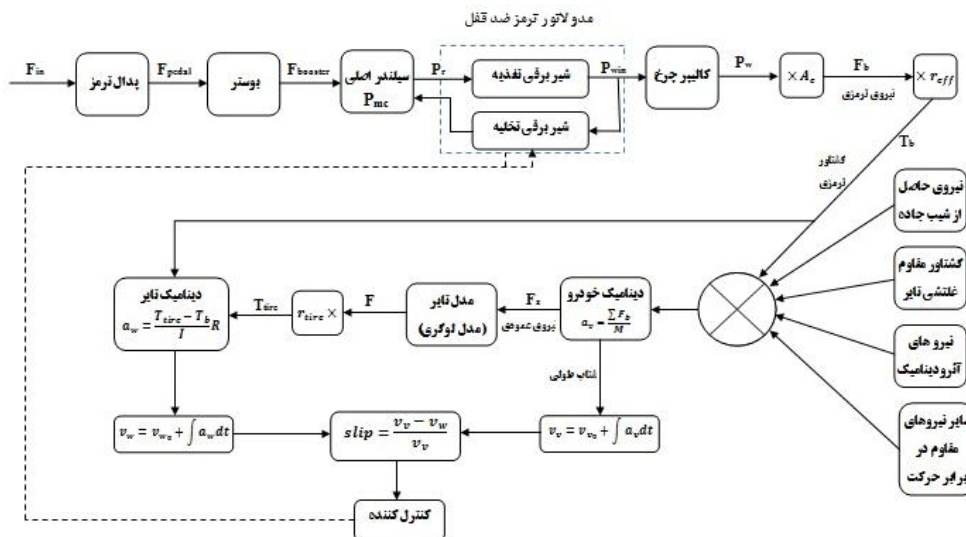 مدولاتور ترمز ضد قفل
F_in
پدال ترمز
F_pedal
بوستر
F_booster
سیلندر اصلی
P_mc
P_r
شیر برقی تغذیه
شیر برقی تخلیه
P_win
کالیپر چرخ
P_w
× A_c
F_b
نیروی ترمزی
× r_eff
T_b
گشتاور
ترمزی
نیروی حاصل
از شیب جاده
گشتاور مقاوم
غلتشی تایر
نیرو های
آئرودینامیک
سایر نیروهای
مقاوم در
برابر حرکت
دینامیک خودرو
a_v = ∑ F_b / M
F_x
نیروی عمودی
مدل تایر
(مدل لوگری)
F
r_tire ×
T_tire
دینامیک تایر
a_w = (T_tire − T_b) / I R
شتاب طولی
v_w = v_w₀ + ∫ a_w dt
slip = (v_v − v_w) / v_v
v_v = v_v₀ + ∫ a_v dt
کنترل کننده